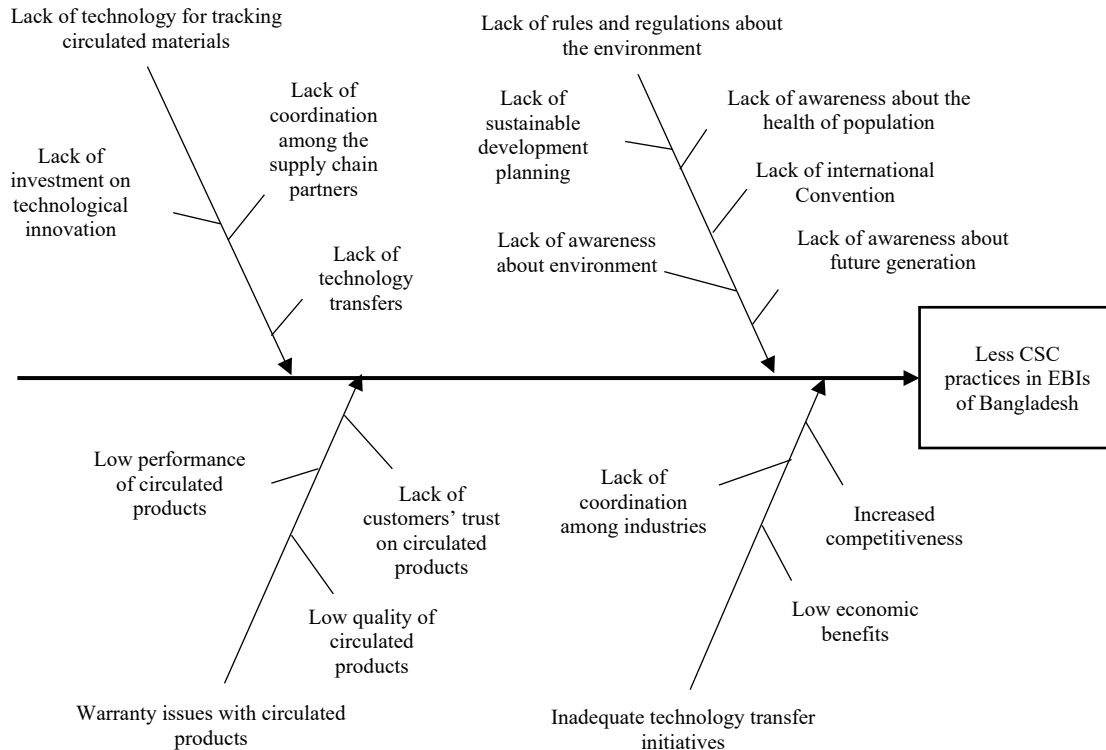 Lack of technology for tracking
circulated materials
Lack of
investment on
technological
innovation
Lack of
coordination
among the
supply chain
partners
Lack of
technology
transfers
Lack of rules and regulations about
the environment
Lack of
sustainable
development
planning
Lack of awareness about the
health of population
Lack of international
Convention
Lack of awareness
about environment
Lack of awareness about
future generation
Less CSC
practices in EBIs
of Bangladesh
Low performance
of circulated
products
Lack of
customers’ trust
on circulated
products
Low quality of
circulated
products
Warranty issues with circulated
products
Lack of
coordination
among industries
Increased
competitiveness
Low economic
benefits
Inadequate technology transfer
initiatives